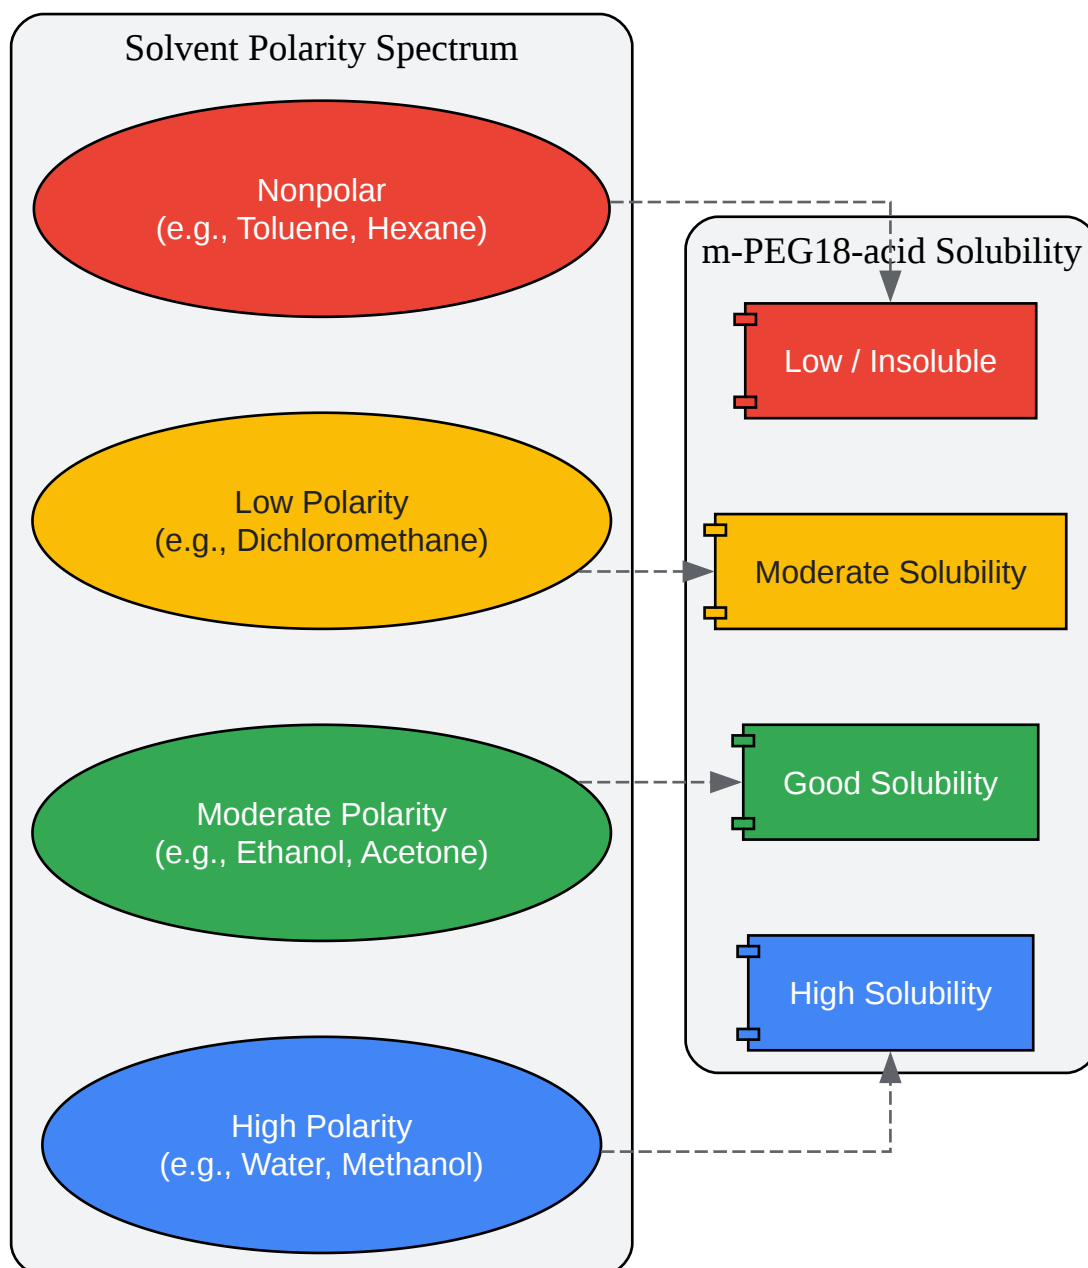 Solvent Polarity Spectrum
Nonpolar
(e.g., Toluene, Hexane)
Low Polarity
(e.g., Dichloromethane)
Moderate Polarity
(e.g., Ethanol, Acetone)
High Polarity
(e.g., Water, Methanol)
m-PEG18-acid Solubility
Low / Insoluble
Moderate Solubility
Good Solubility
High Solubility